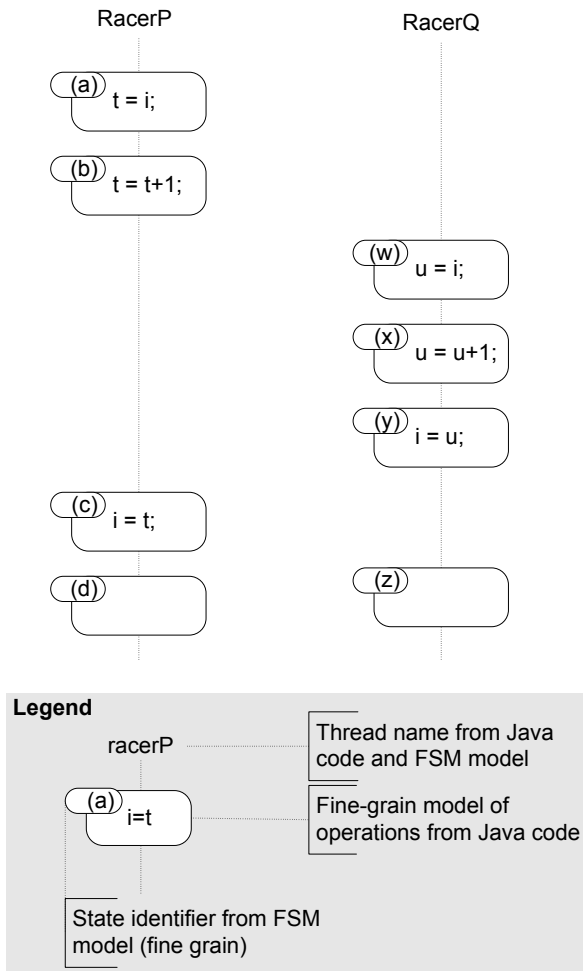 RacerP
RacerQ
(a)
t = i;
(b)
t = t+1;
(w)
u = i;
(x)
u = u+1;
(y)
i = u;
(c)
i = t;
(d)
(z)
Legend
racerP
Thread name from Java
code and FSM model
(a)
i=t
Fine-grain model of
operations from Java code
State identifier from FSM
model (fine grain)